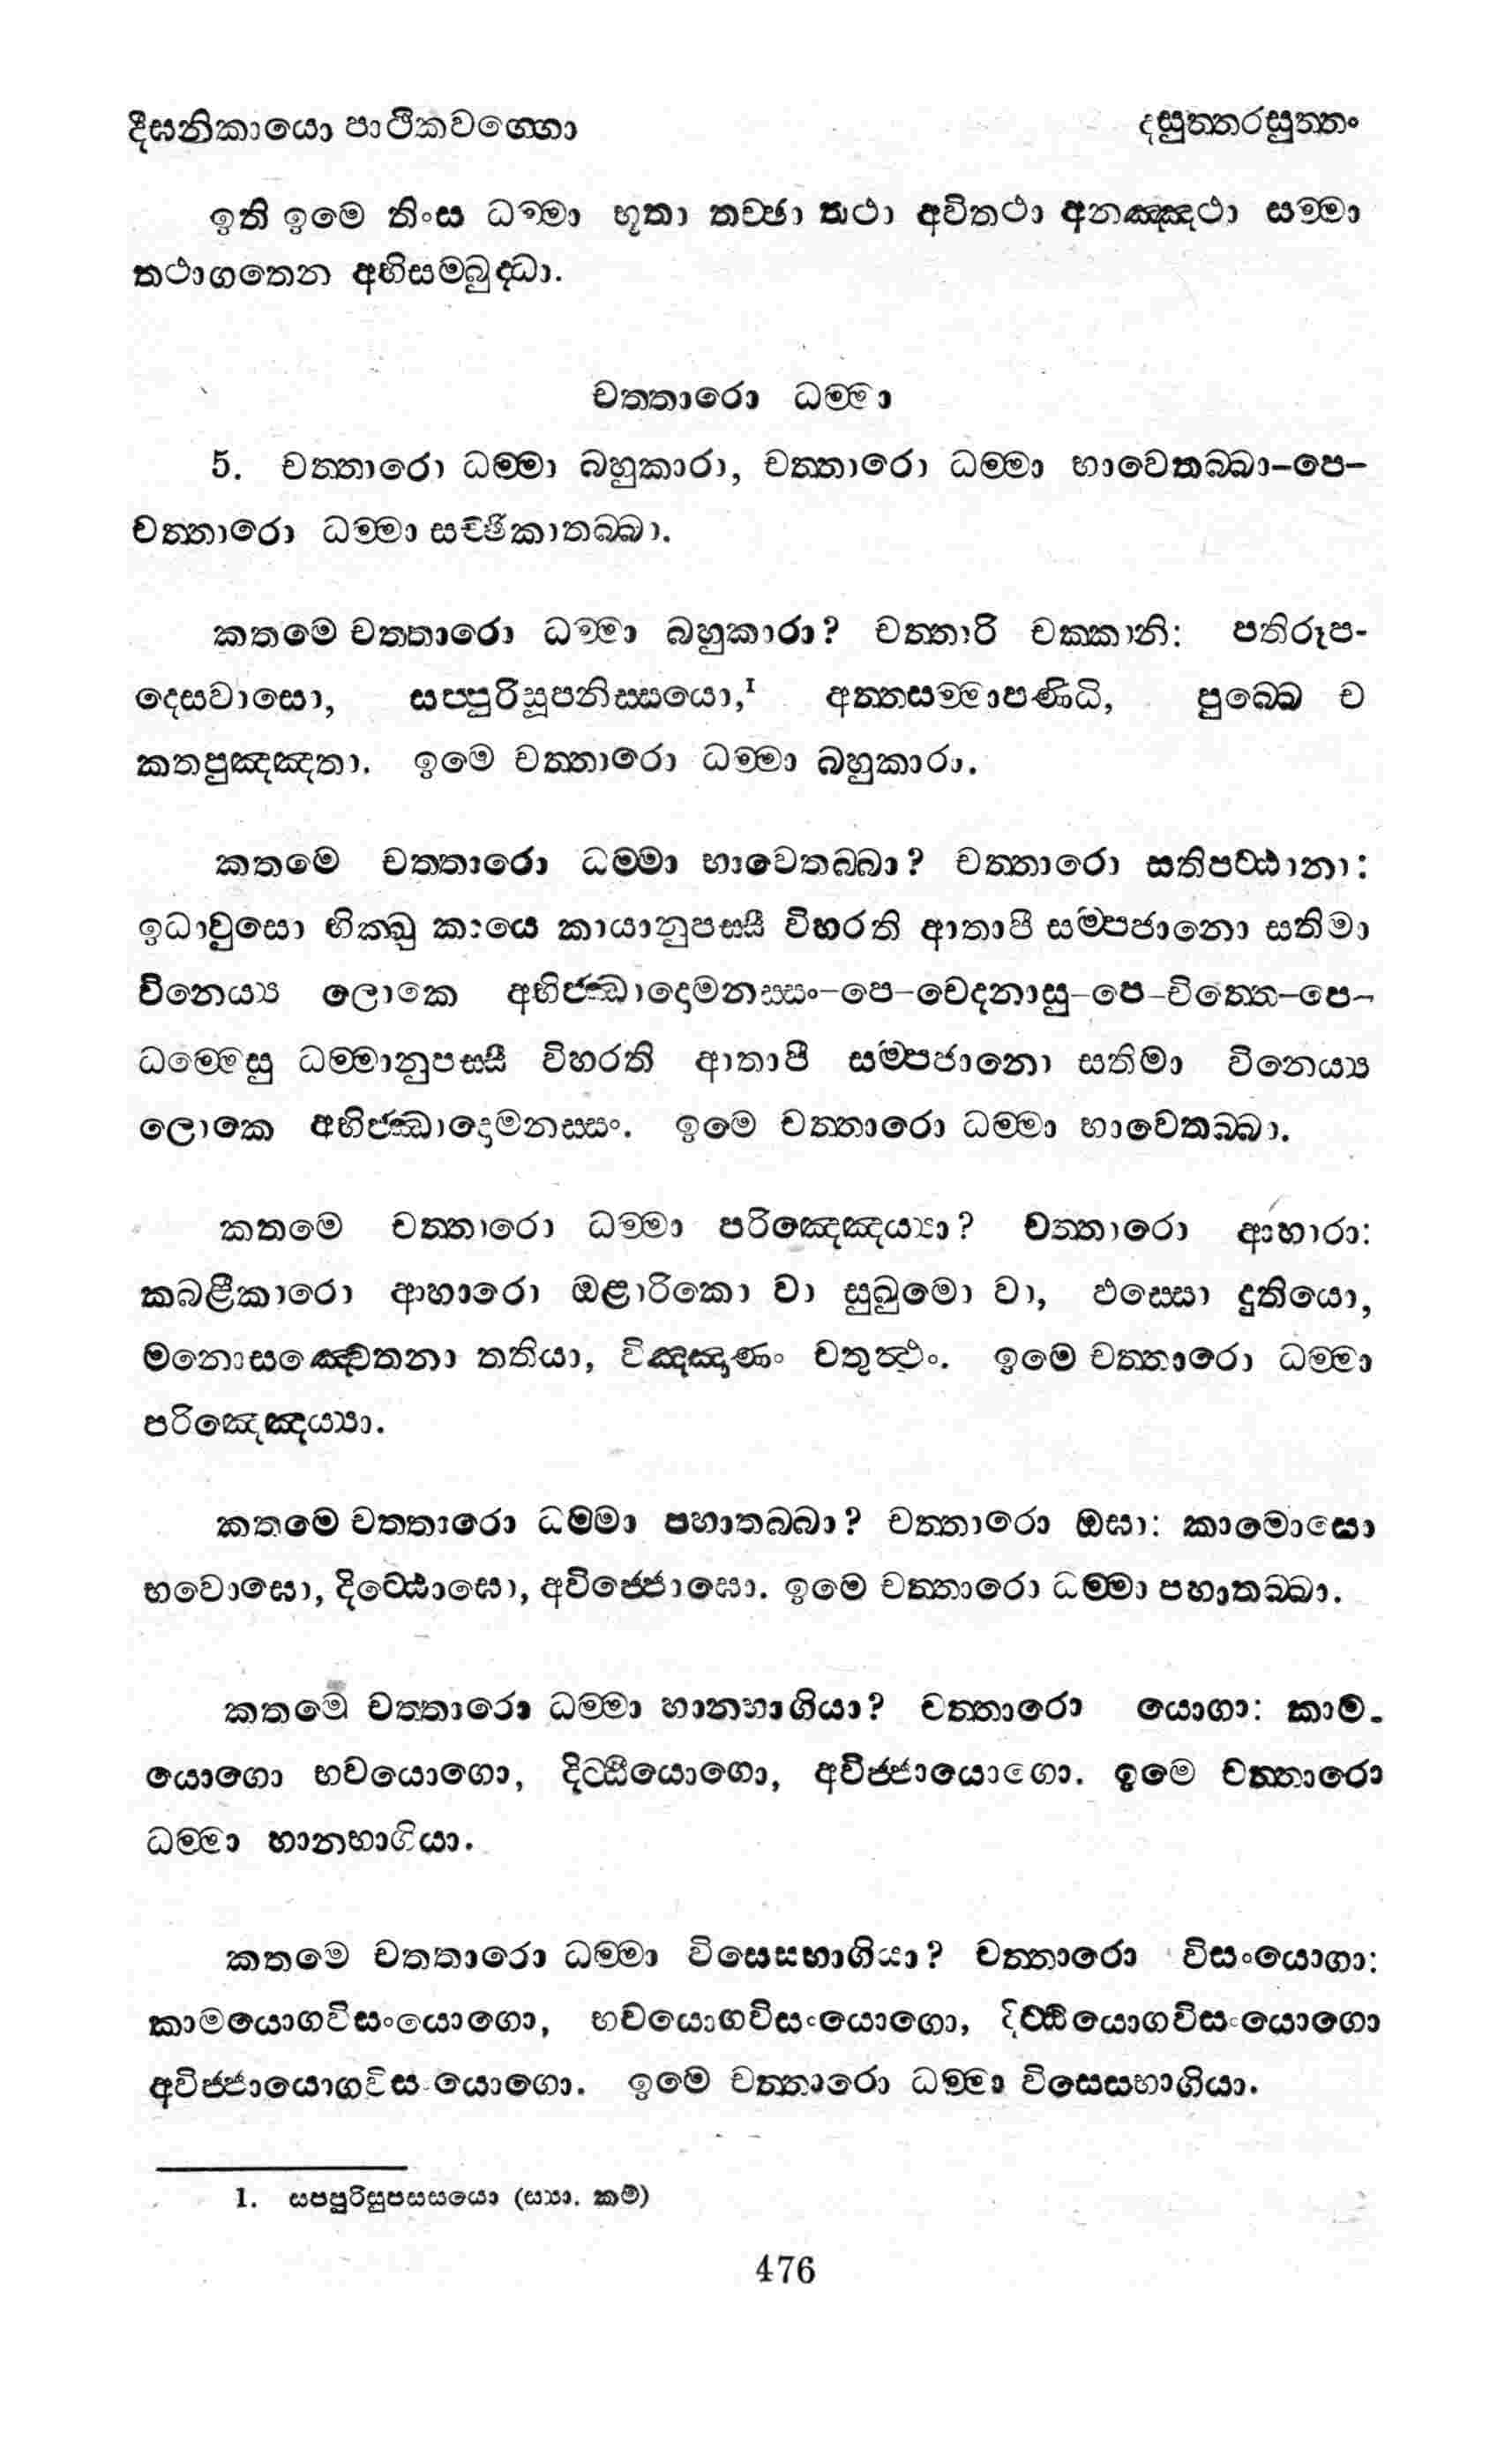 දීඝනිකායො පාථිකවග්ගො
දසුත්තරසුත්තං
ඉති ඉමෙ තිංස ධම්මා භූතා තච්ඡා තථා අවිතථා අනඤ්ඤථා සම්මා
තථාගතෙන අභිසම්බුද්ධා.
චත්තාරො ධම්මා
5. චත්තාරො ධම්මා බහුකාරා, චත්තාරො ධම්මා භාවෙතබ්බා–පෙ–
චත්තාරො ධම්මා සච්ඡිකාතබ්බා.
කතමෙ චත්තාරො ධම්මා බහුකාරා? චත්තාරි චක්කානි: පතිරූප-
දෙසවාසො, සප්පුරිසූපනිස්සයො,1 අත්තසම්මාපණිධි, පුබ්බෙ ච
කතපුඤ්ඤතා. ඉමෙ චත්තාරො ධම්මා බහුකාරා.
කතමෙ චත්තාරො ධම්මා භාවෙතබ්බා? චත්තාරො සතිපට්ඨානා:
ඉධාවුසො භික්ඛු කායෙ කායානුපස්සී විහරති ආතාපී සම්පජානො සතිමා
විනෙය්‍ය ලොකෙ අභිජ්ඣාදොමනස්සං–පෙ–වෙදනාසු–පෙ–චිත්තෙ–පෙ–
ධම්මෙසු ධම්මානුපස්සී විහරති ආතාපී සම්පජානො සතිමා විනෙය්‍ය
ලොකෙ අභිජ්ඣාදොමනස්සං. ඉමෙ චත්තාරො ධම්මා භාවෙතබ්බා.
කතමෙ චත්තාරො ධම්මා පරිඤ්ඤෙය්‍යා? චත්තාරො ආහාරා:
කබළීකාරො ආහාරො ඔළාරිකො වා සුඛුමො වා, ඵස්සො දුතියො,
මනොසඤ්චෙතනා තතියා, විඤ්ඤාණං චතුත්ථං. ඉමෙ චත්තාරො ධම්මා
පරිඤ්ඤෙය්‍යා.
කතමෙ චත්තාරො ධම්මා පහාතබ්බා? චත්තාරො ඔඝා: කාමොඝො
භවොඝො, දිට්ඨොඝො, අවිජ්ජොඝො. ඉමෙ චත්තාරො ධම්මා පහාතබ්බා.
කතමෙ චත්තාරො ධම්මා හානභාගියා? චත්තාරො යොගා: කාම-
යොගො භවයොගො, දිට්ඨියොගො, අවිජ්ජායොගො. ඉමෙ චත්තාරො
ධම්මා හානභාගියා.
කතමෙ චත්තාරො ධම්මා විසෙසභාගියා? චත්තාරො විසංයොගා:
කාමයොගවිසංයොගො, භවයොගවිසංයොගො, දිට්ඨියොගවිසංයොගො
අවිජ්ජායොගවිසංයොගො. ඉමෙ චත්තාරො ධම්මා විසෙසභාගියා.
1. සප්පුරිසුපස්සයො (ස්‍යා. කම්)
476